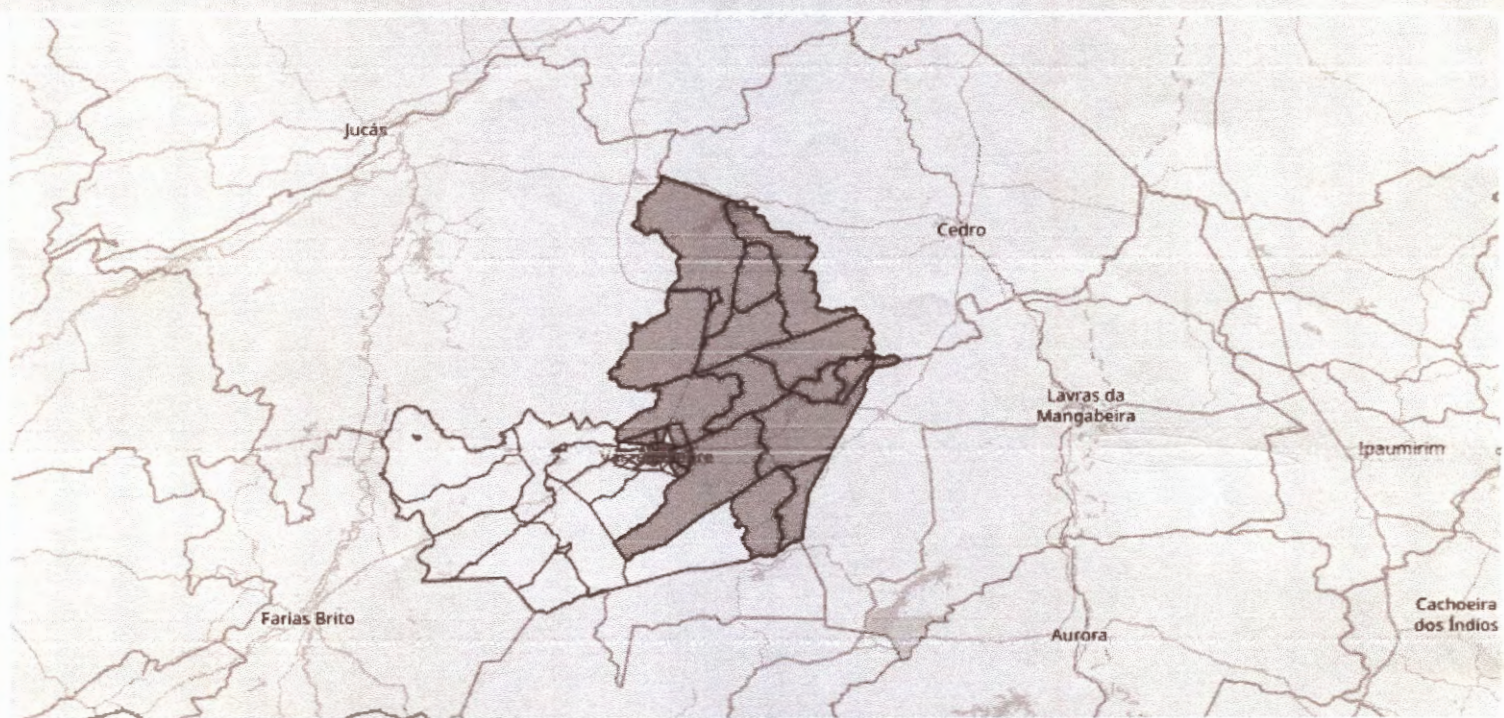 Jucás
Cedro
Lavras da
Mangabeira
Ipaumirim
Farias Brito
Aurora
Cachoeira
dos Índios